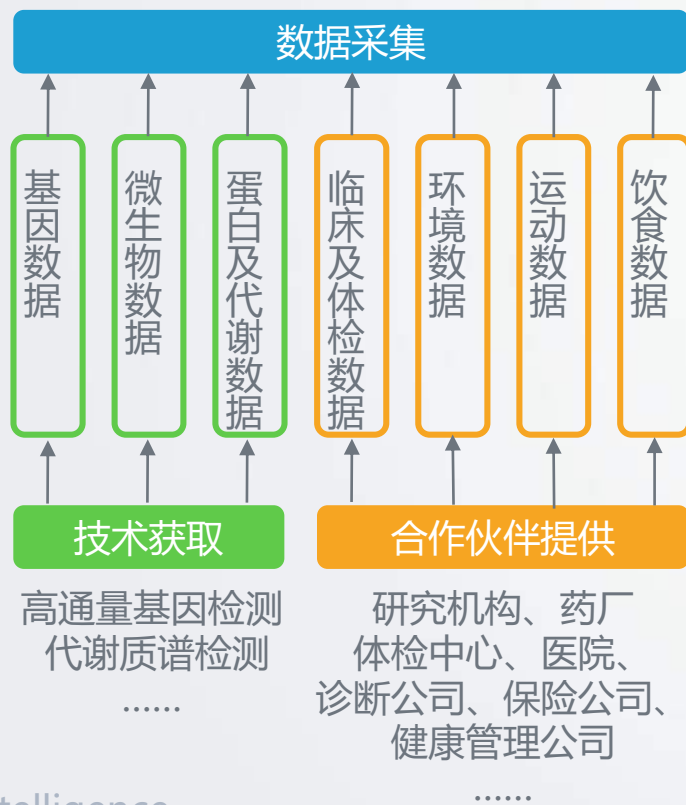 数据采集
基因数据
微生物数据
蛋白及代谢数据
临床及体检数据
环境数据
运动数据
饮食数据
技术获取
合作伙伴提供
高通量基因检测
代谢质谱检测
......
研究机构、药厂
体检中心、医院、
诊断公司、保险公司、
健康管理公司
......
telligence